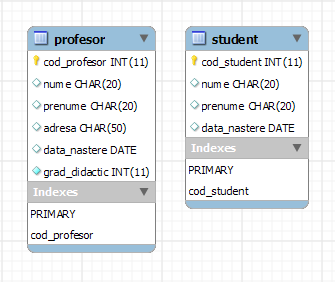 profesor
cod_profesor INT(11)
nume CHAR(20)
prenume CHAR(20)
adresa CHAR(50)
data_nastere DATE
grad_didactic INT(11)
Indexes
PRIMARY
cod_profesor
student
cod_student INT(11)
nume CHAR(20)
prenume CHAR(20)
data_nastere DATE
Indexes
PRIMARY
cod_student